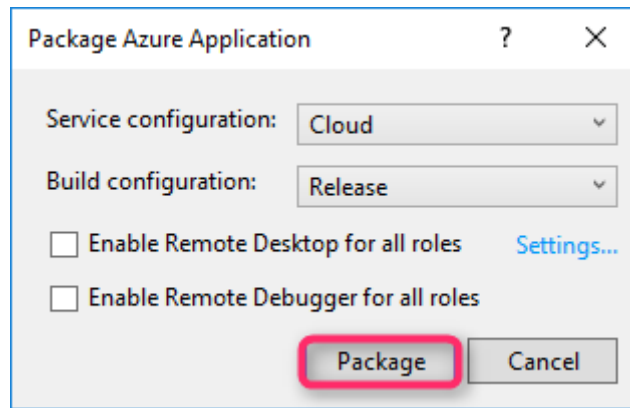 Package Azure Application ?
Service configuration: Cloud
Build configuration: Release
Enable Remote Desktop for all roles Settings...
Enable Remote Debugger for all roles
Package Cancel